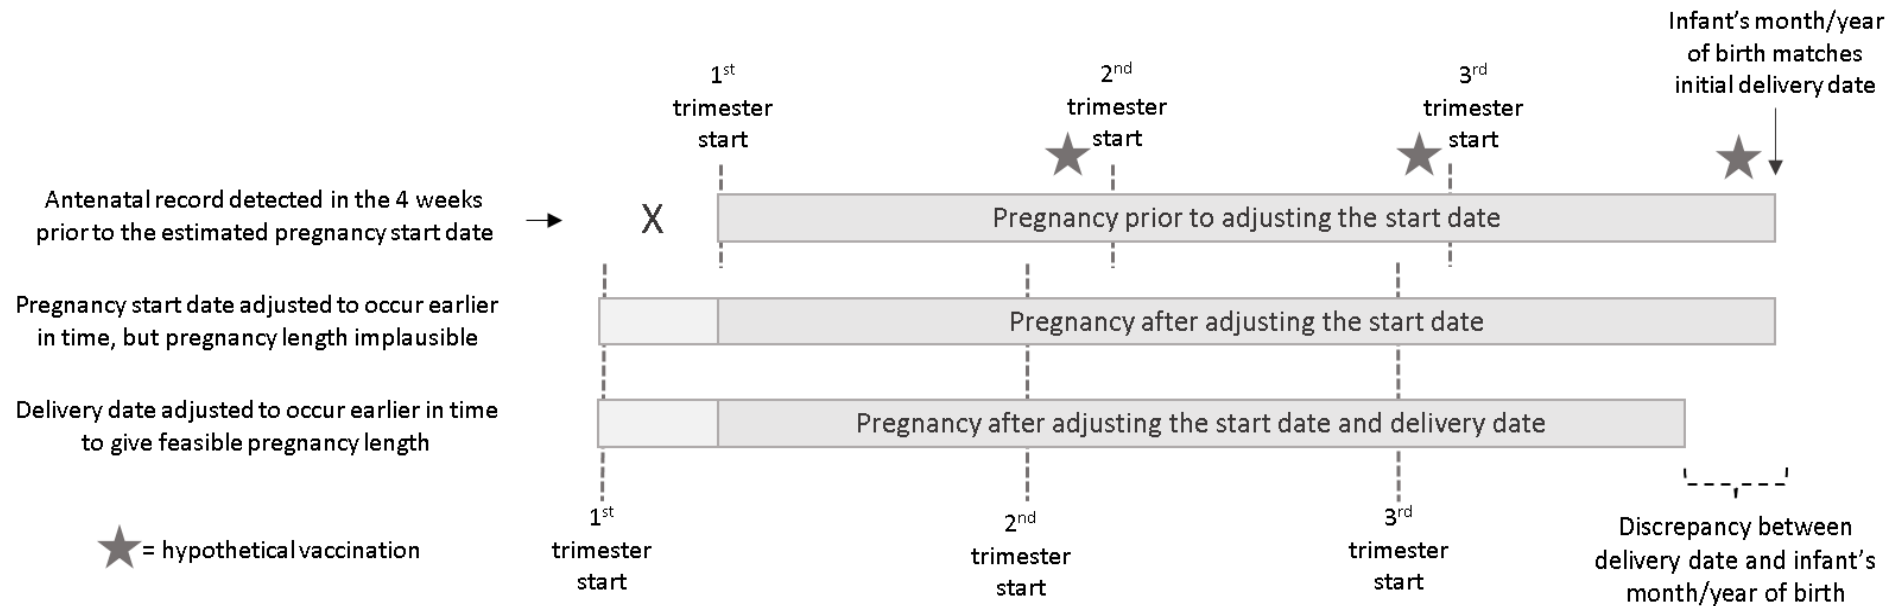 Infant's month/year
of birth matches
initial delivery date
1st
trimester
start
2nd
trimester
start
3rd
trimester
start
Antenatal record detected in the 4 weeks
prior to the estimated pregnancy start date
X
Pregnancy prior to adjusting the start date
Pregnancy start date adjusted to occur earlier
in time, but pregnancy length implausible
Pregnancy after adjusting the start date
Delivery date adjusted to occur earlier in time
to give feasible pregnancy length
Pregnancy after adjusting the start date and delivery date
1st
trimester
start
2nd
trimester
start
3rd
trimester
start
Discrepancy between
delivery date and infant's
month/year of birth
= hypothetical vaccination